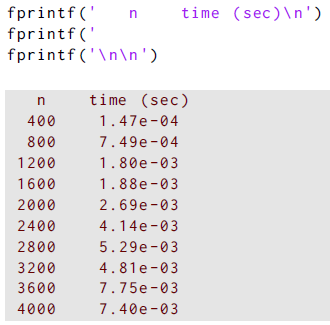 fprintf('   n     time (sec)\n')
fprintf('
fprintf('\n\n')
   n     time (sec)
  400     1.47e-04
  800     7.49e-04
 1200     1.80e-03
 1600     1.88e-03
 2000     2.69e-03
 2400     4.14e-03
 2800     5.29e-03
 3200     4.81e-03
 3600     7.75e-03
 4000     7.40e-03